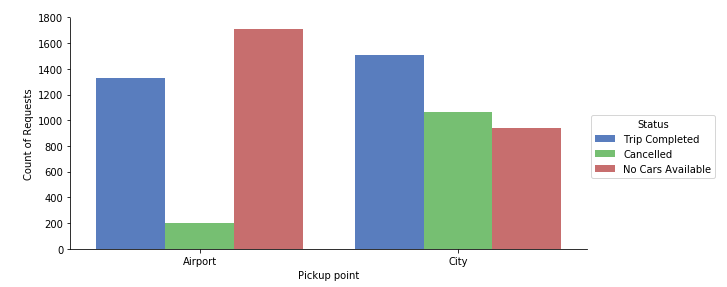 1800
1600
1400
1200
1000
800
600
400
200
0
Count of Requests
Airport
City
Pickup point
Status
Trip Completed
Cancelled
No Cars Available